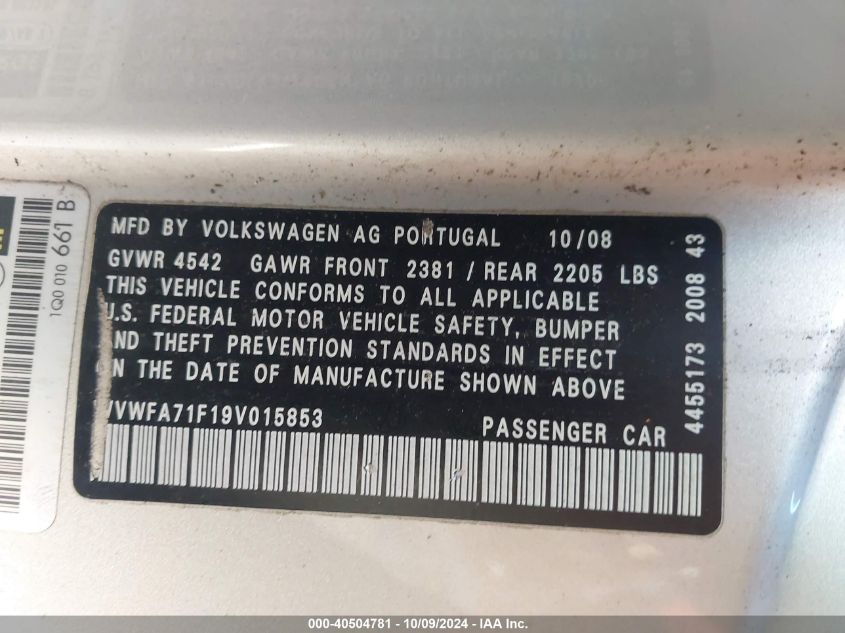 MFD BY VOLKSWAGEN AG PORTUGAL 10/08
GVWR 4542 GAWR FRONT 2381 / REAR 2205 LBS
THIS VEHICLE CONFORMS TO ALL APPLICABLE
U.S. FEDERAL MOTOR VEHICLE SAFETY, BUMPER
AND THEFT PREVENTION STANDARDS IN EFFECT
ON THE DATE OF MANUFACTURE SHOWN ABOVE
WVWFA71F19V015853 PASSENGER CAR
4455173 2008 43
1Q0 010 661 B
000-40504781 - 10/09/2024 - IAA Inc.